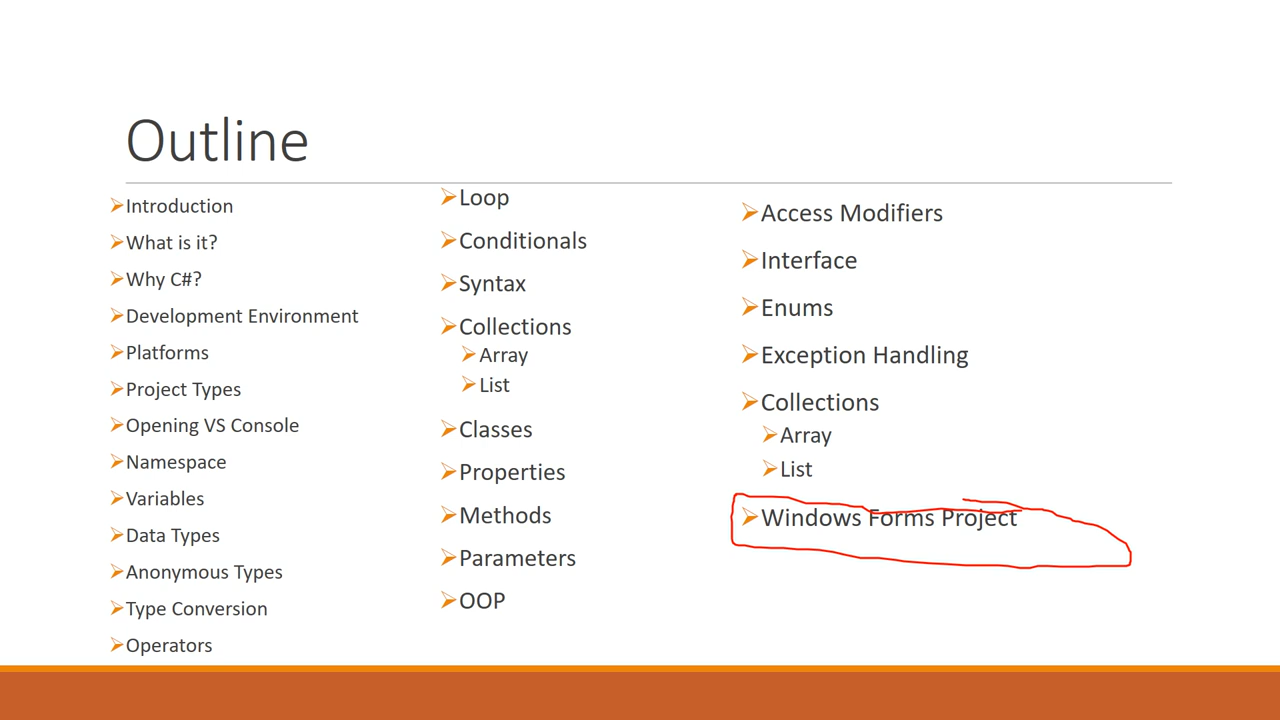 Outline
Introduction
What is it?
Why C#?
Development Environment
Platforms
Project Types
Opening VS Console
Namespace
Variables
Data Types
Anonymous Types
Type Conversion
Operators
Loop
Conditionals
Syntax
Collections
Array
List
Classes
Properties
Methods
Parameters
OOP
Access Modifiers
Interface
Enums
Exception Handling
Collections
Array
List
Windows Forms Project